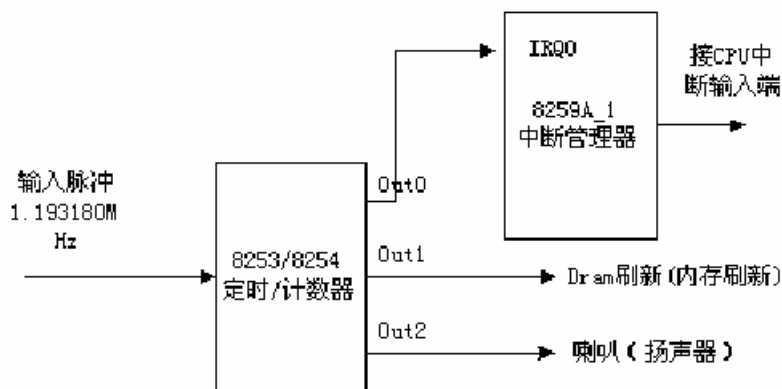 IRQ0
8259A_1
中断管理器
接CPU中
断输入端
输入脉冲
1.193180M
Hz
Out0
8253/8254
定时/计数器
Out1
Dram刷新(内存刷新)
Out2
喇叭(扬声器)